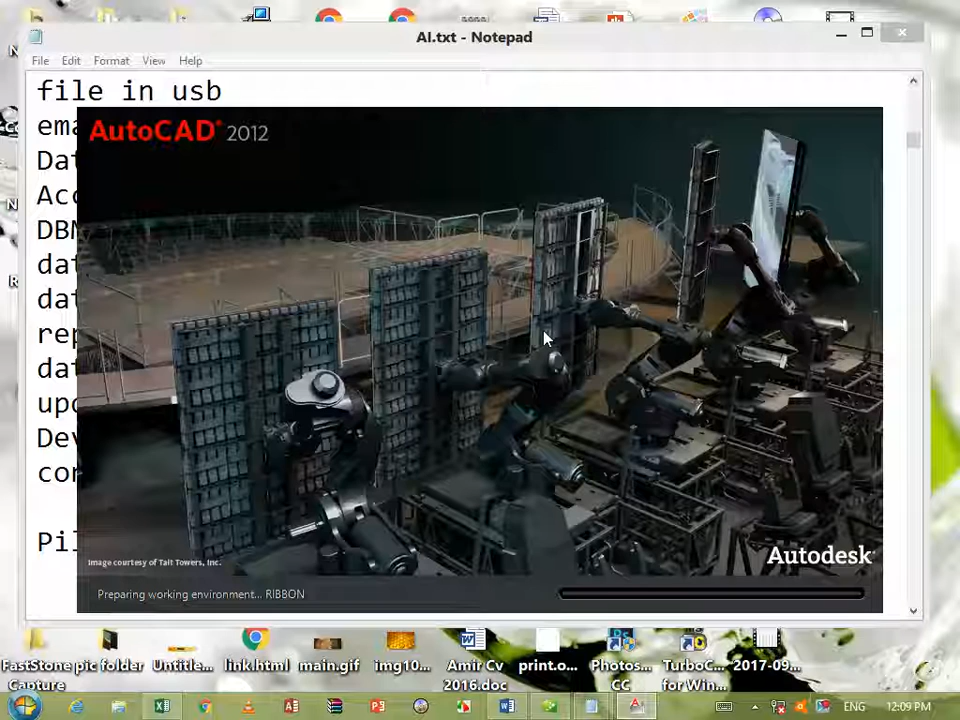 AI.txt - Notepad
File Edit Format View Help
file in usb
ema
Dat
Acc
DBM
dat
dat
rep
dat
upd
Dev
con
Pil
AutoCAD 2012
Image courtesy of Tait Towers, Inc.
Autodesk
Preparing working environment... RIBBON
FastStone Capture
pic folder
Untitle...
link.html
main.gif
img10...
Amir Cv 2016.doc
print.o...
Photos... CC
TurboC... for Win...
2017-09...
ENG 12:09 PM